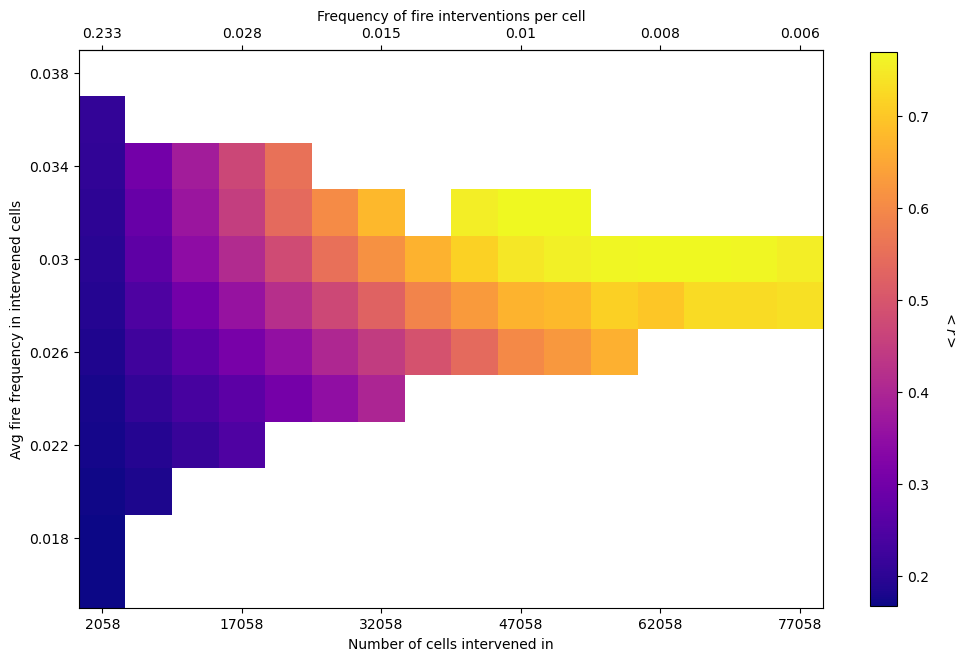 Frequency of fire interventions per cell
0.233 0.028 0.015 0.01 0.008 0.006
0.038
0.034
0.03
0.026
0.022
0.018
Avg fire frequency in intervened cells
2058 17058 32058 47058 62058 77058
Number of cells intervened in
0.7
0.6
0.5
0.4
0.3
0.2
< r >